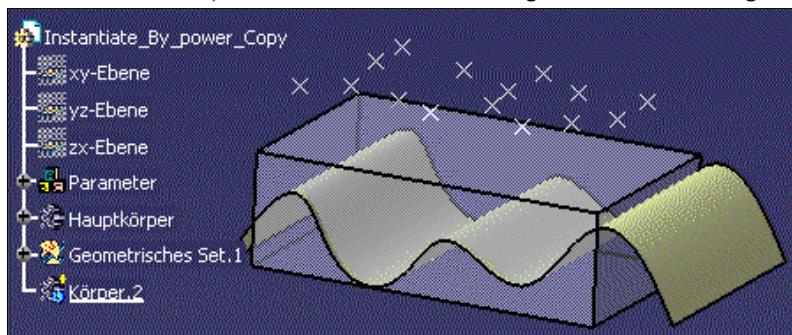 Instantiate_By_power_Copy
xy-Ebene
yz-Ebene
zx-Ebene
Parameter
Hauptkörper
Geometrisches Set.1
Körper.2